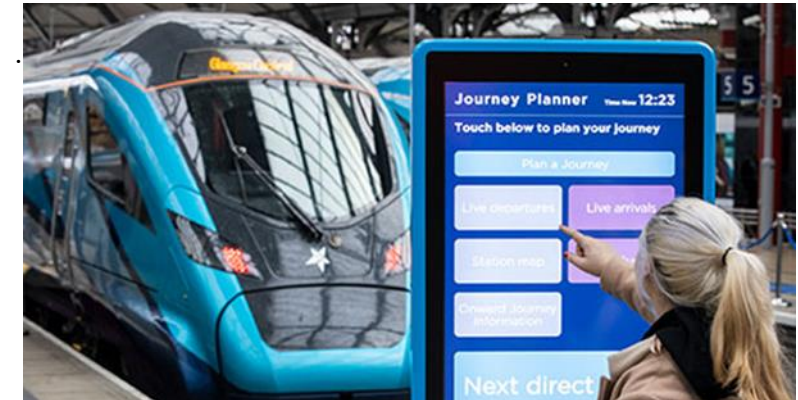 Glasgow Central
Journey Planner Time Now 12:23
Touch below to plan your journey
Plan a Journey
Live departures Live arrivals
Station map
Onward Journey
Information
Next direct
5 5